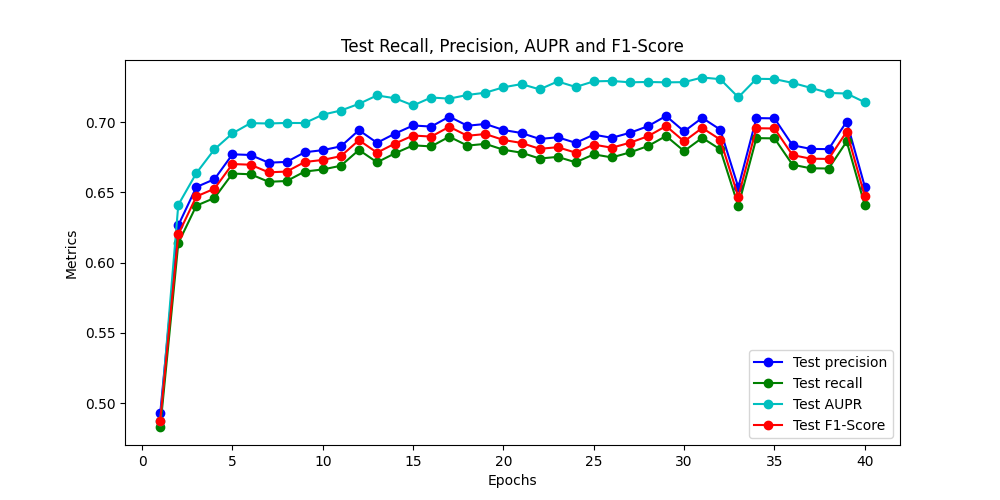 Test Recall, Precision, AUPR and F1-Score
Metrics
0.70
0.65
0.60
0.55
0.50
0 5 10 15 20 25 30 35 40
Epochs
Test precision
Test recall
Test AUPR
Test F1-Score